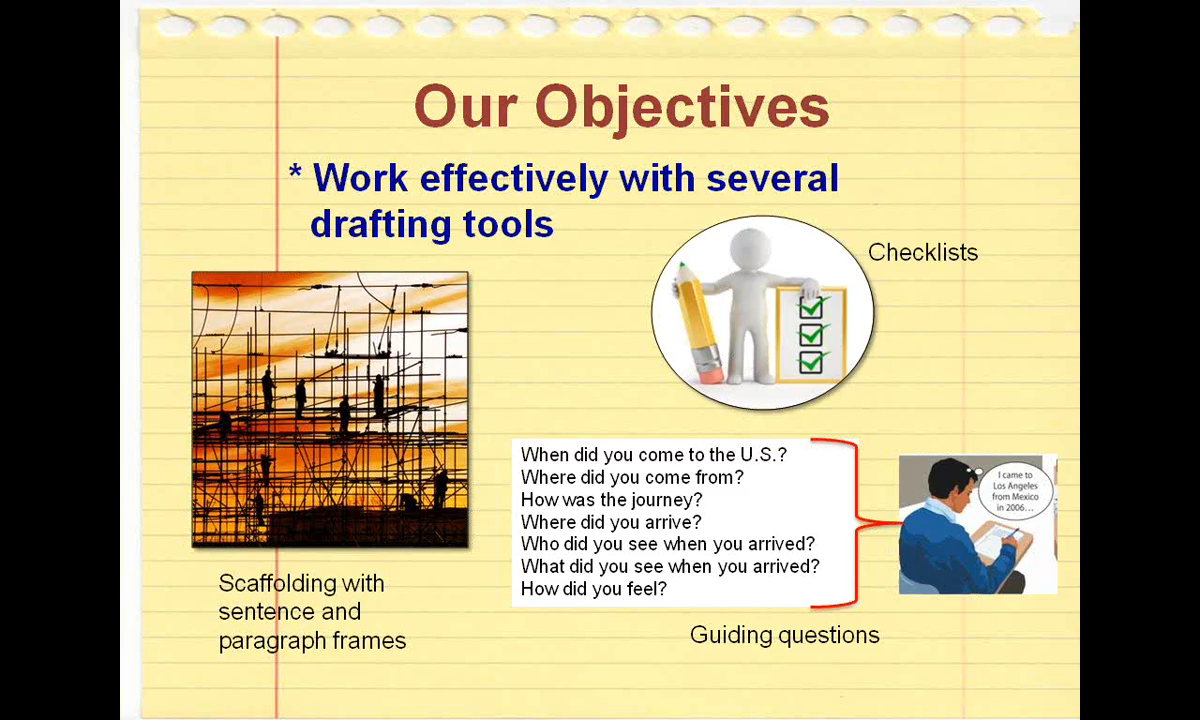 Our Objectives
* Work effectively with several
drafting tools
Checklists
When did you come to the U.S.?
Where did you come from?
How was the journey?
Where did you arrive?
Who did you see when you arrived?
What did you see when you arrived?
How did you feel?
I came to
Los Angeles
from Mexico
in 2006...
Scaffolding with
sentence and
paragraph frames
Guiding questions